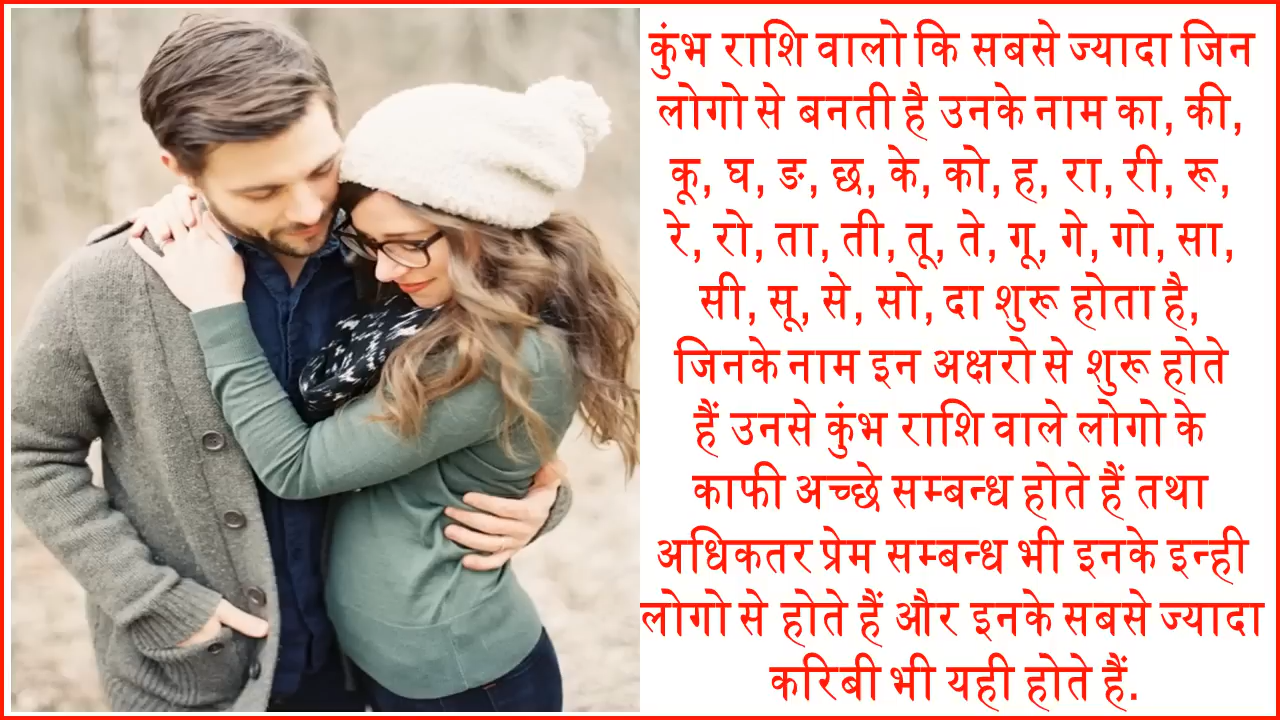 कुंभ राशि वालो कि सबसे ज्यादा जिन
लोगो से बनती है उनके नाम का, की,
कू, घ, ङ, छ, के, को, ह, रा, री, रू,
रे, रो, ता, ती, तू, ते, गू, गे, गो, सा,
सी, सू, से, सो, दा शुरू होता है,
जिनके नाम इन अक्षरो से शुरू होते
हैं उनसे कुंभ राशि वाले लोगो के
काफी अच्छे सम्बन्ध होते हैं तथा
अधिकतर प्रेम सम्बन्ध भी इनके इन्ही
लोगो से होते हैं और इनके सबसे ज्यादा
करिबी भी यही होते हैं.